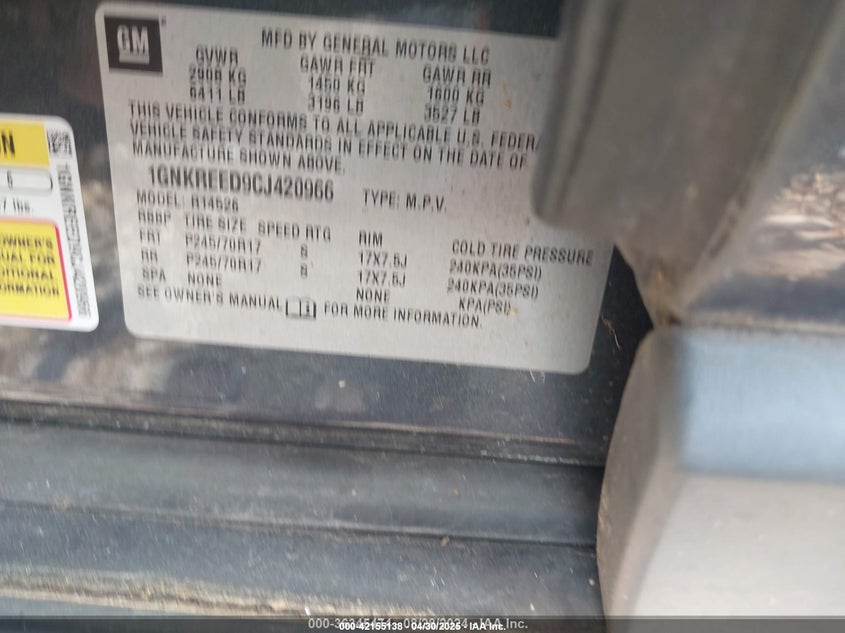 GM
MFD BY GENERAL MOTORS LLC
GVWR GAWR FRT GAWR RR
2908 KG 1450 KG 1600 KG
6411 LB 3196 LB 3527 LB
THIS VEHICLE CONFORMS TO ALL APPLICABLE U.S. FEDERA
VEHICLE SAFETY STANDARDS IN EFFECT ON THE DATE OF
MANUFACTURE SHOWN ABOVE.
1GNKREED9CJ420966 TYPE: M.P.V.
MODEL: R14526
RBBP TIRE SIZE SPEED RTG RIM COLD TIRE PRESSURE
FRT P245/70R17 S 17X7.5J 240KPA(35PSI)
RR P245/70R17 S 17X7.5J 240KPA(35PSI)
SPA NONE NONE KPA(PSI)
SEE OWNER'S MANUAL FOR MORE INFORMATION.
N
lbs.
OWNER'S
UAL FOR
DITIONAL
ORMATION
1GNKREED9CJ420966
000-42155138 04/30/2025 IAA Inc.